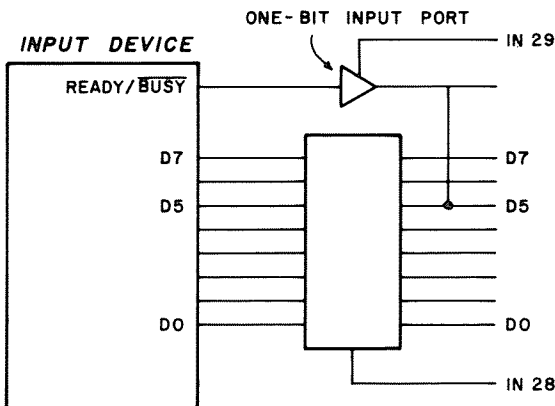 ONE-BIT INPUT PORT
INPUT DEVICE
IN 29
READY/BUSY
D7
D7
D5
D5
D0
D0
IN 28